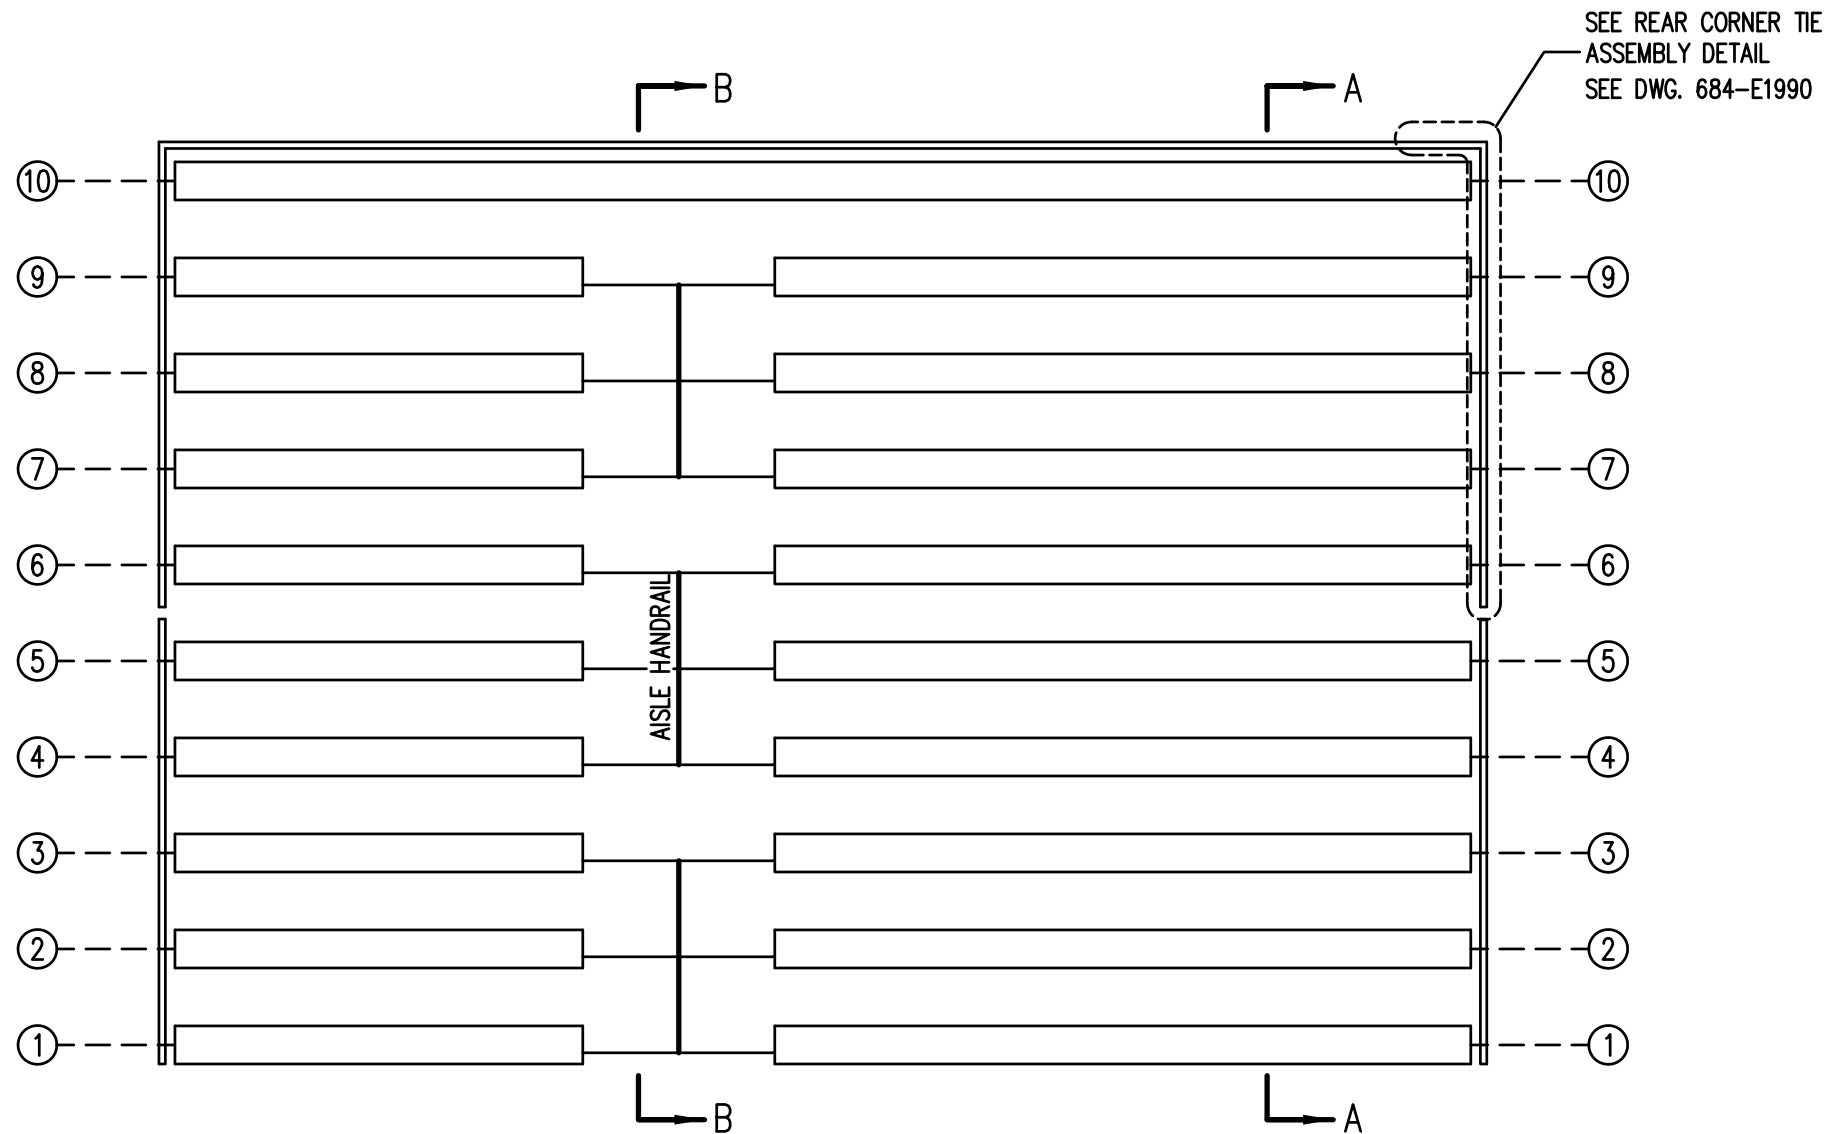 SEE REAR CORNER TIE
ASSEMBLY DETAIL
SEE DWG. 684-E1990
B
A
10
10
9
9
8
8
7
7
6
6
AISLE HANDRAIL
5
5
4
4
3
3
2
2
1
1
B
A